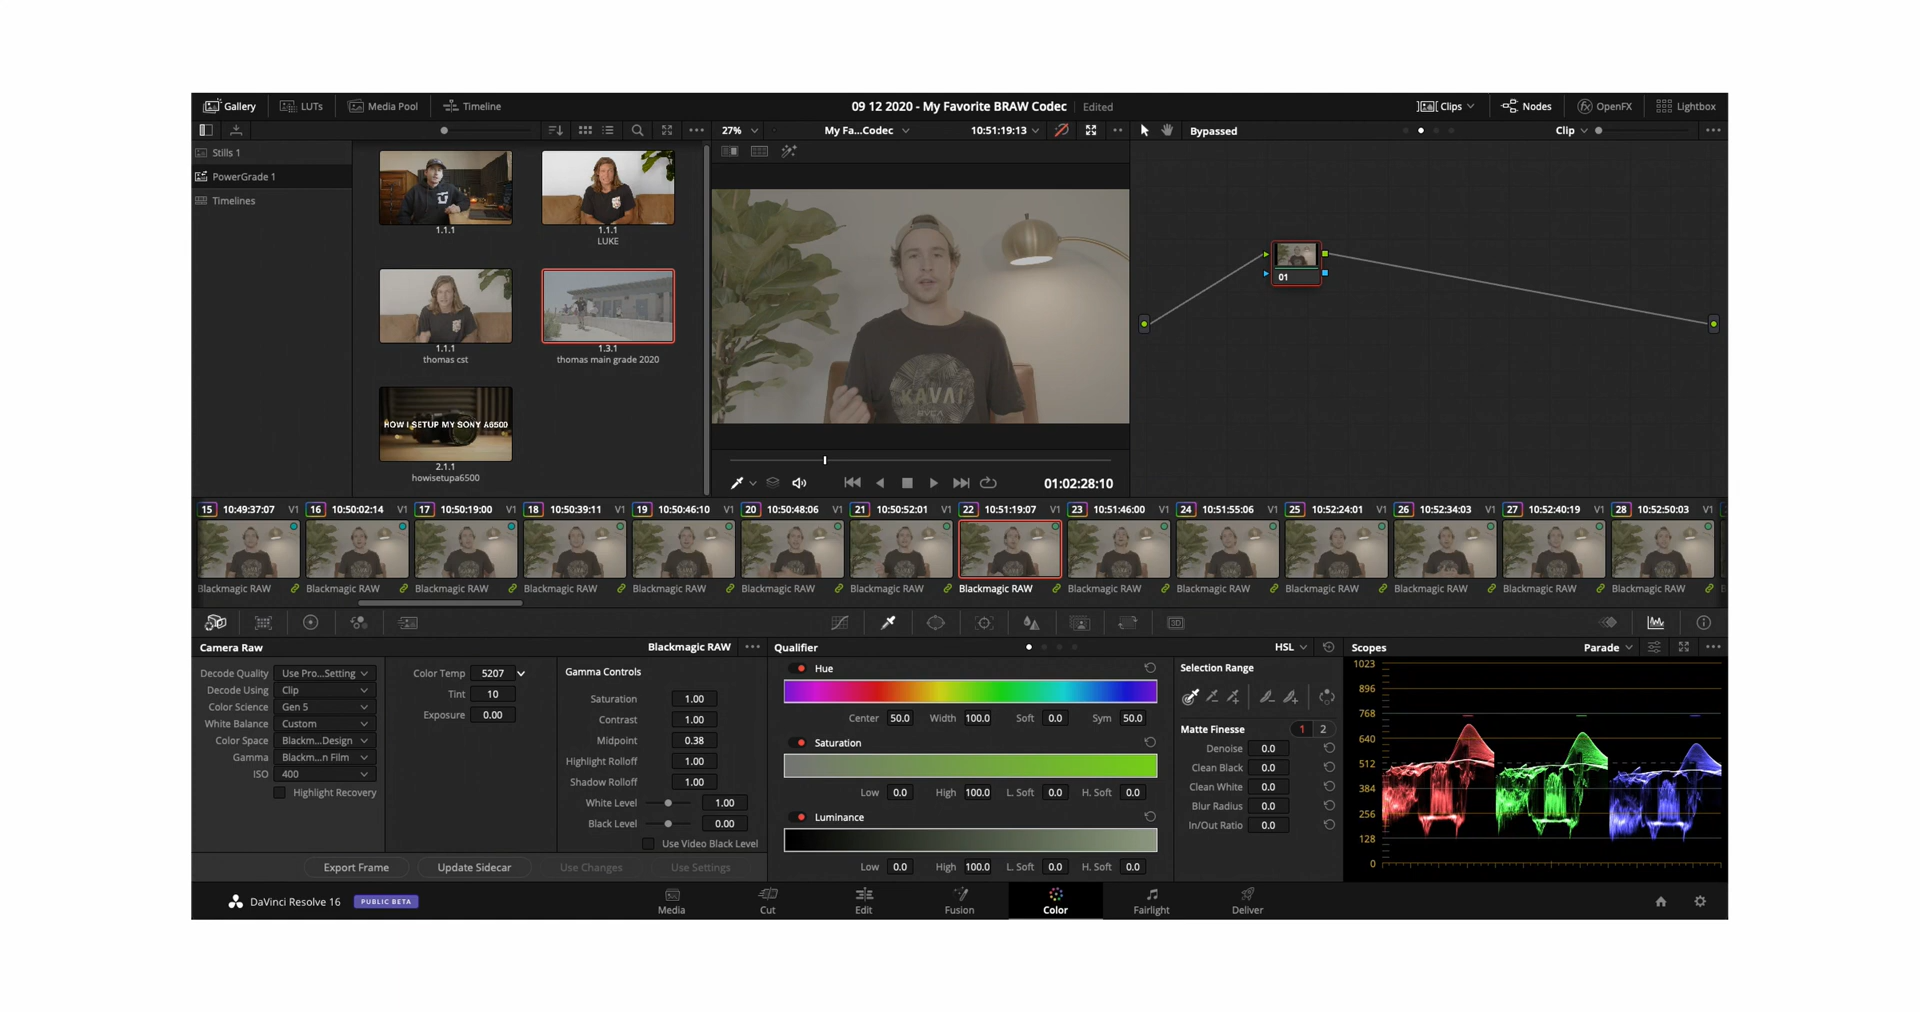 Gallery LUTs Media Pool Timeline 09 12 2020 - My Favorite BRAW Codec Edited Clips Nodes OpenFX Lightbox
27% My Fa...Codec 10:51:19:13 Bypassed Clip
Stills 1
PowerGrade 1
Timelines
1.1.1
1.1.1
LUKE
1.1.1
thomas cst
1.3.1
thomas main grade 2020
HOW I SETUP MY SONY A6500
2.1.1
howisetupa6500
KAVAI
RVCA
01
01:02:28:10
15 10:49:37:07 V1 16 10:50:02:14 V1 17 10:50:19:00 V1 18 10:50:39:11 V1 19 10:50:46:10 V1 20 10:50:48:06 V1 21 10:50:52:01 V1 22 10:51:19:07 V1 23 10:51:46:00 V1 24 10:51:55:06 V1 25 10:52:24:01 V1 26 10:52:34:03 V1 27 10:52:40:19 V1 28 10:52:50:03 V1
Blackmagic RAW Blackmagic RAW Blackmagic RAW Blackmagic RAW Blackmagic RAW Blackmagic RAW Blackmagic RAW Blackmagic RAW Blackmagic RAW Blackmagic RAW Blackmagic RAW Blackmagic RAW Blackmagic RAW Blackmagic RAW
3D
Camera Raw Blackmagic RAW
Decode Quality Use Pro...Setting
Decode Using Clip
Color Science Gen 5
White Balance Custom
Color Space Blackm...Design
Gamma Blackm...n Film
ISO 400
Highlight Recovery
Color Temp 5207
Tint 10
Exposure 0.00
Gamma Controls
Saturation 1.00
Contrast 1.00
Midpoint 0.38
Highlight Rolloff 1.00
Shadow Rolloff 1.00
White Level 1.00
Black Level 0.00
Use Video Black Level
Export Frame Update Sidecar Use Changes Use Settings
Qualifier HSL
Hue
Center 50.0 Width 100.0 Soft 0.0 Sym 50.0
Saturation
Low 0.0 High 100.0 L. Soft 0.0 H. Soft 0.0
Luminance
Low 0.0 High 100.0 L. Soft 0.0 H. Soft 0.0
Selection Range
Matte Finesse 1 2
Denoise 0.0
Clean Black 0.0
Clean White 0.0
Blur Radius 0.0
In/Out Ratio 0.0
Scopes Parade
1023
896
768
640
512
384
256
128
0
DaVinci Resolve 16 PUBLIC BETA Media Cut Edit Fusion Color Fairlight Deliver